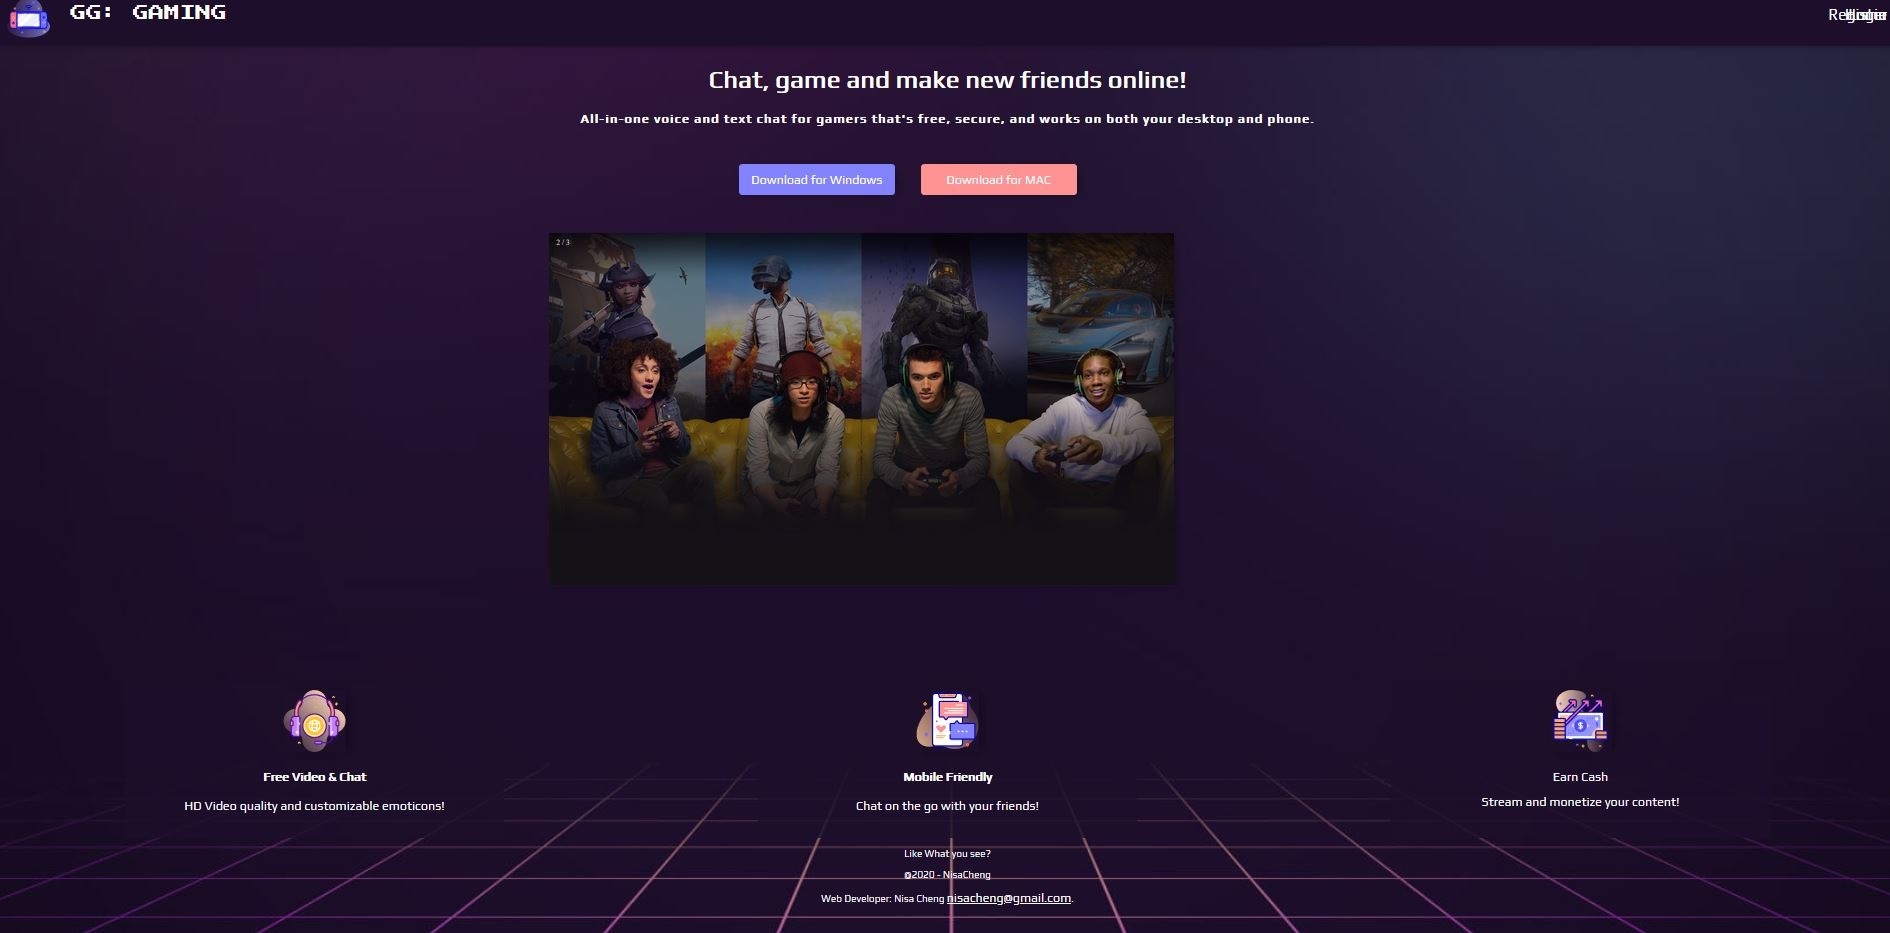 GG: GAMING
Chat, game and make new friends online!
All-in-one voice and text chat for gamers that's free, secure, and works on both your desktop and phone.
Download for Windows
Download for MAC
2 / 3
Free Video & Chat
Mobile Friendly
Earn Cash
HD Video quality and customizable emoticons!
Chat on the go with your friends!
Stream and monetize your content!
Like What you see?
@2020 - NisaCheng
Web Developer: Nisa Cheng nisacheng@gmail.com.